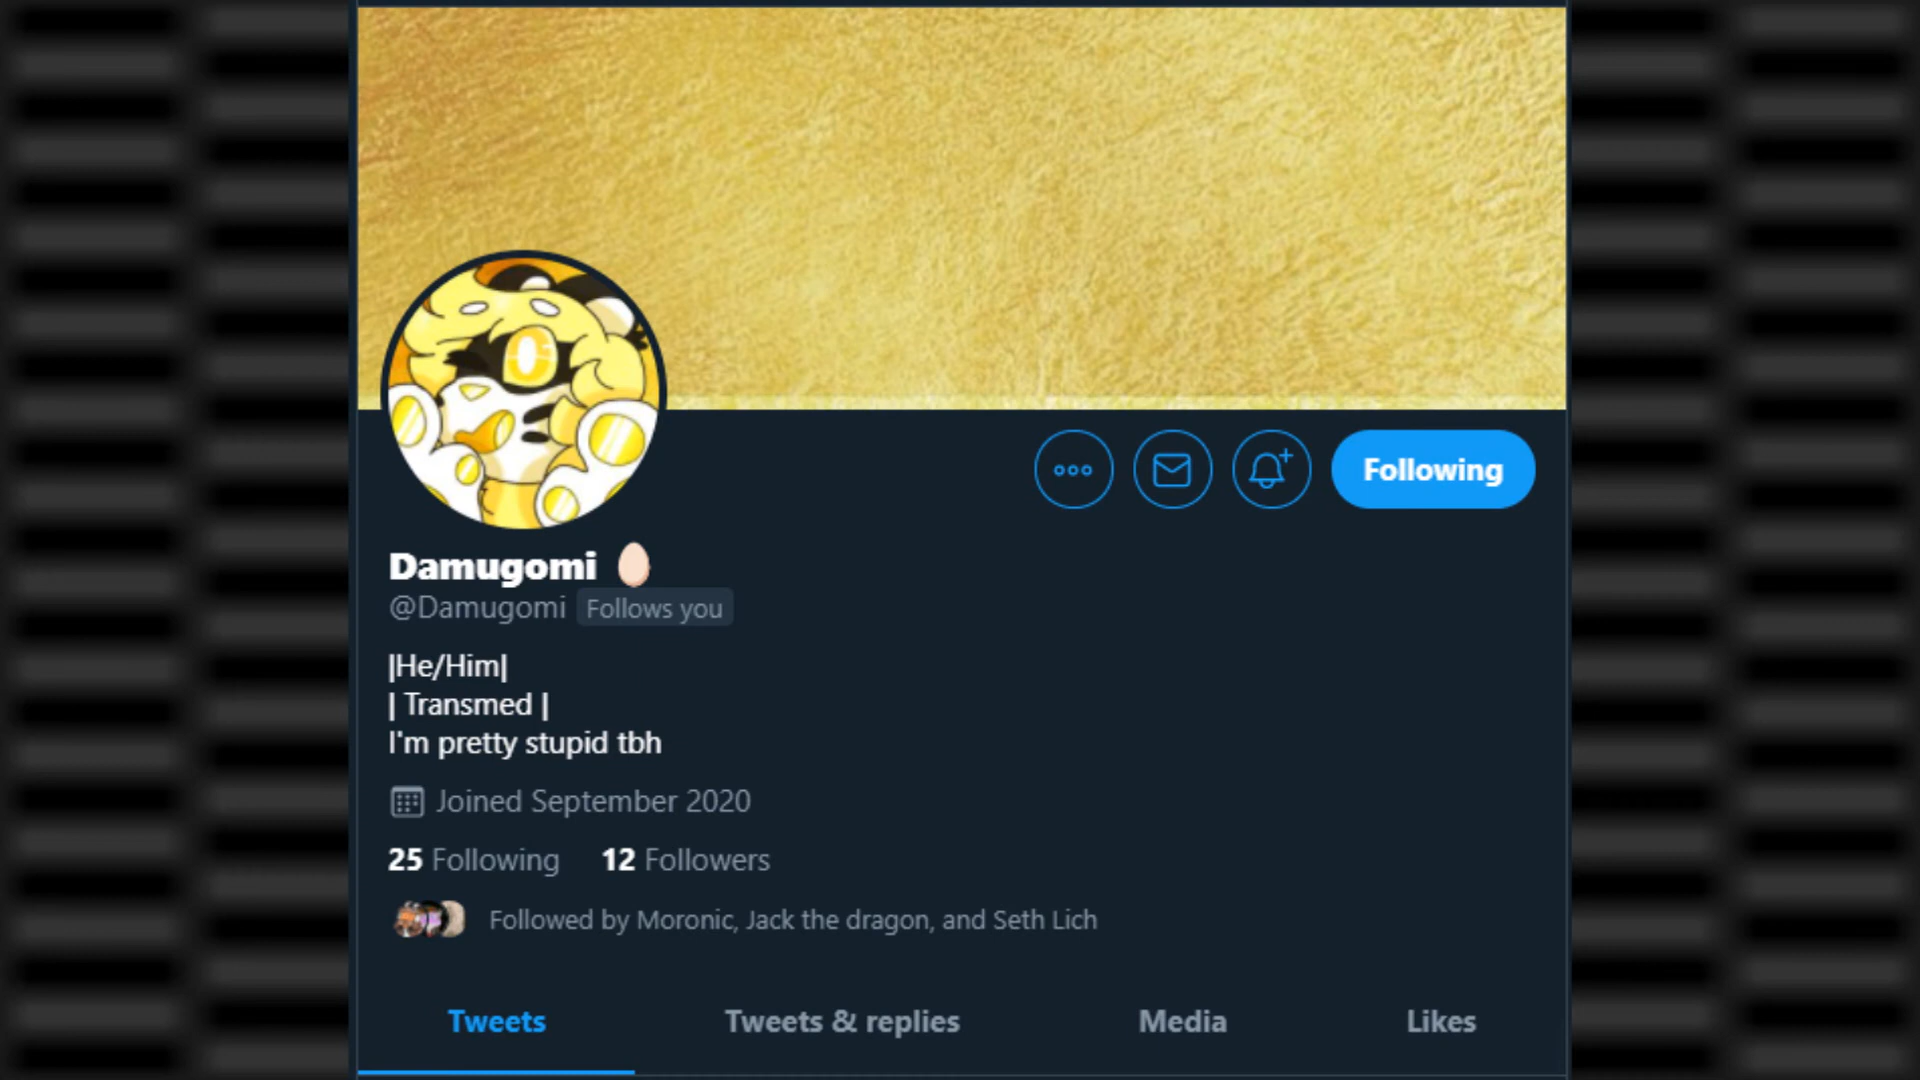 Following
Damugomi 🥚
@Damugomi Follows you
|He/Him|
| Transmed |
I'm pretty stupid tbh
Joined September 2020
25 Following 12 Followers
Followed by Moronic, Jack the dragon, and Seth Lich
Tweets Tweets & replies Media Likes